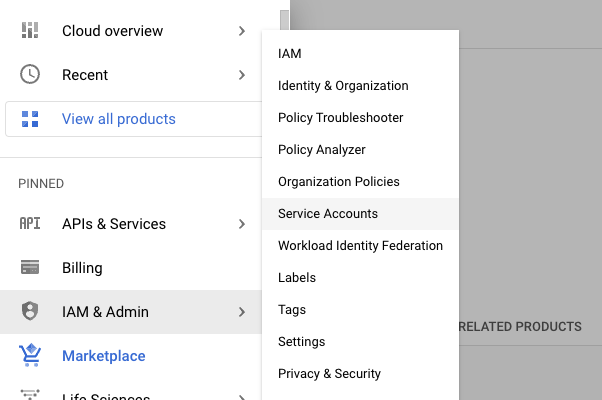 Cloud overview
Recent
View all products
PINNED
API APIs & Services
Billing
IAM & Admin
Marketplace
Life Sciences
IAM
Identity & Organization
Policy Troubleshooter
Policy Analyzer
Organization Policies
Service Accounts
Workload Identity Federation
Labels
Tags
Settings
Privacy & Security
RELATED PRODUCTS